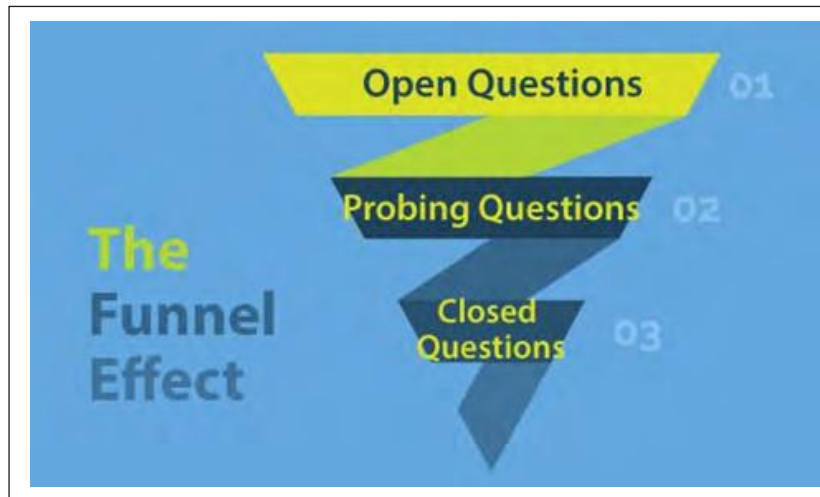 Open Questions
01
Probing Questions
02
The
Funnel
Effect
Closed
Questions
03